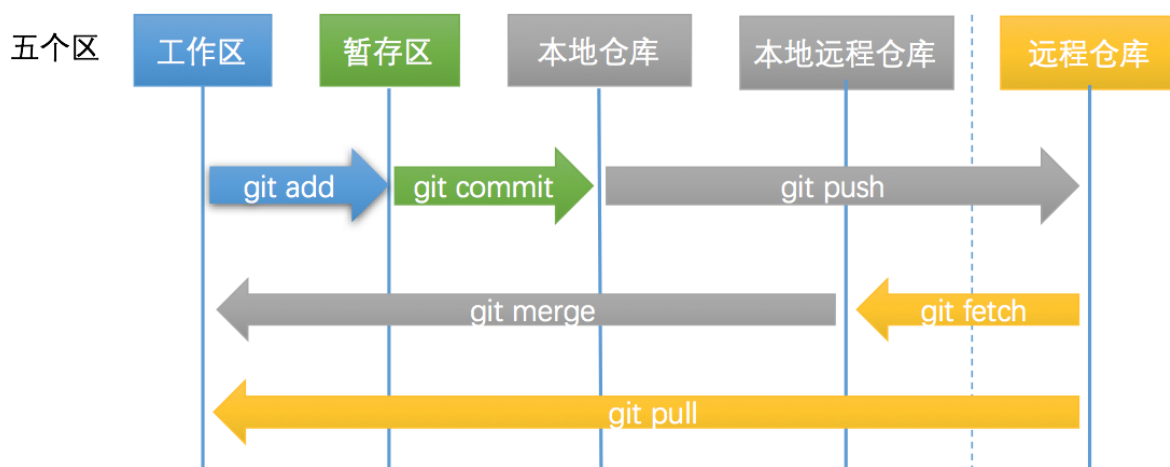 五个区
工作区
暂存区
本地仓库
本地远程仓库
远程仓库
git add
git commit
git push
git merge
git fetch
git pull